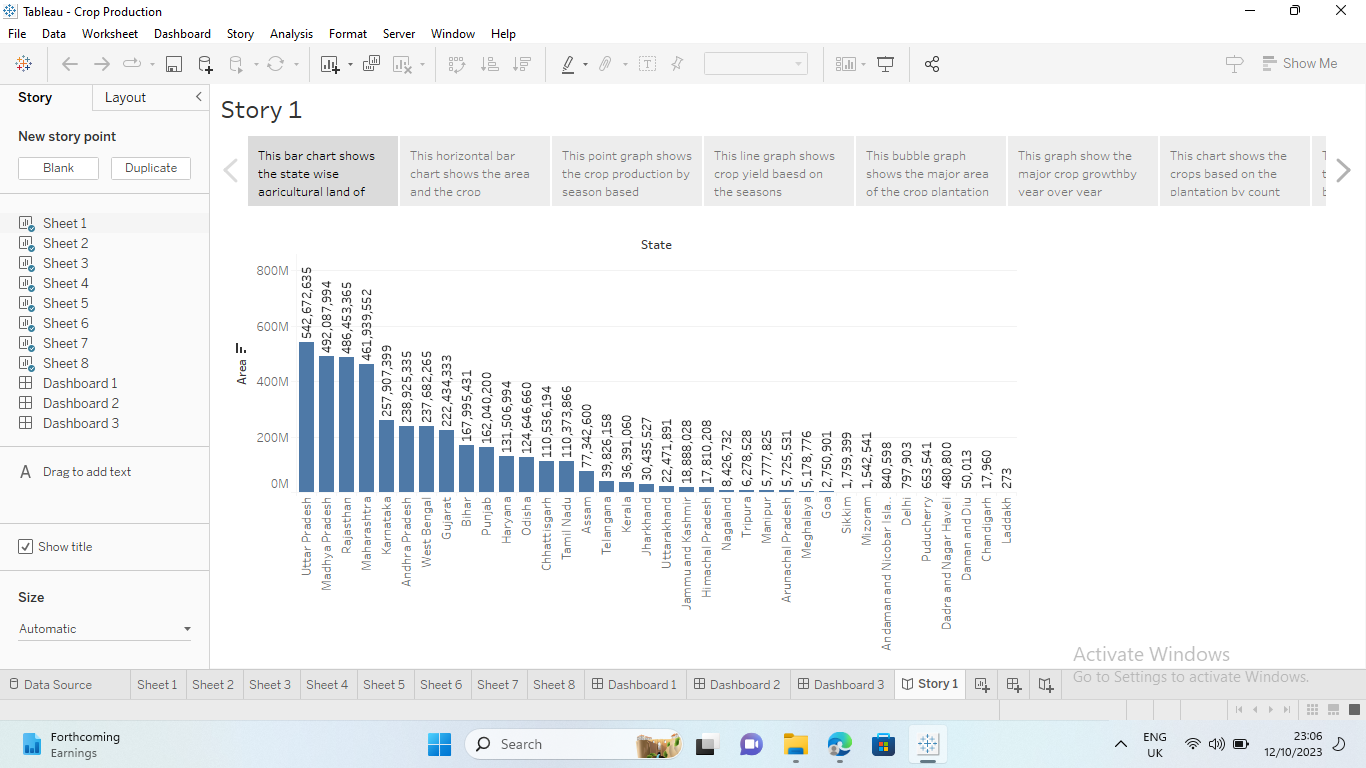 Tableau - Crop Production
File Data Worksheet Dashboard Story Analysis Format Server Window Help
Show Me
Story Layout
Story 1
New story point
Blank Duplicate
This bar chart shows
the state wise
agricultural land of
This horizontal bar
chart shows the area
and the crop
This point graph shows
the crop production by
season based
This line graph shows
crop yield baesd on
the seasons
This bubble graph
shows the major area
of the crop plantation
This graph show the
major crop growthby
year over year
This chart shows the
crops based on the
plantation by count
Sheet 1
Sheet 2
Sheet 3
Sheet 4
Sheet 5
Sheet 6
Sheet 7
Sheet 8
Dashboard 1
Dashboard 2
Dashboard 3
A Drag to add text
Show title
Size
Automatic
State
Area
800M
600M
400M
200M
0M
542,672,635
492,087,994
486,453,365
461,939,552
257,907,399
238,925,335
237,682,265
222,434,333
167,995,431
162,040,200
131,506,994
124,646,660
110,536,194
110,373,866
77,342,600
39,826,158
36,391,060
30,435,527
22,471,891
18,888,028
17,810,208
8,426,732
6,278,528
5,777,825
5,725,531
5,178,776
2,750,901
1,759,399
1,542,541
840,598
797,903
653,541
480,800
50,013
17,960
273
Uttar Pradesh
Madhya Pradesh
Rajasthan
Maharashtra
Karnataka
Andhra Pradesh
West Bengal
Gujarat
Bihar
Punjab
Haryana
Odisha
Chhattisgarh
Tamil Nadu
Assam
Telangana
Kerala
Jharkhand
Uttarakhand
Jammu and Kashmir
Himachal Pradesh
Nagaland
Tripura
Manipur
Arunachal Pradesh
Meghalaya
Goa
Sikkim
Mizoram
Andaman and Nicobar Isla..
Delhi
Puducherry
Dadra and Nagar Haveli
Daman and Diu
Chandigarh
Laddakh
Activate Windows
Go to Settings to activate Windows.
Data Source Sheet 1 Sheet 2 Sheet 3 Sheet 4 Sheet 5 Sheet 6 Sheet 7 Sheet 8 Dashboard 1 Dashboard 2 Dashboard 3 Story 1
Forthcoming
Earnings
Search
ENG
UK
23:06
12/10/2023